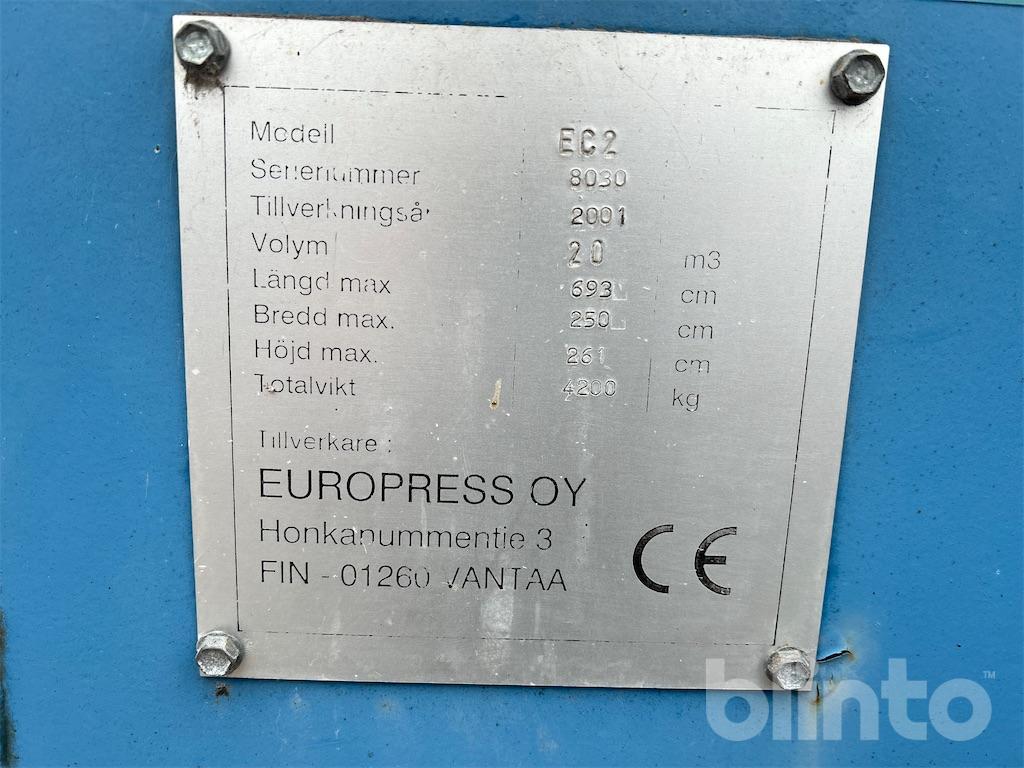 Modell EC2
Serienummer 8030
Tillverkningsår 2001
Volym 20 m3
Längd max 693 cm
Bredd max. 250 cm
Höjd max. 261 cm
Totalvikt 4200 kg
Tillverkare :
EUROPRESS OY
Honkanummentie 3
FIN - 01260 VANTAA
CE
blinto™